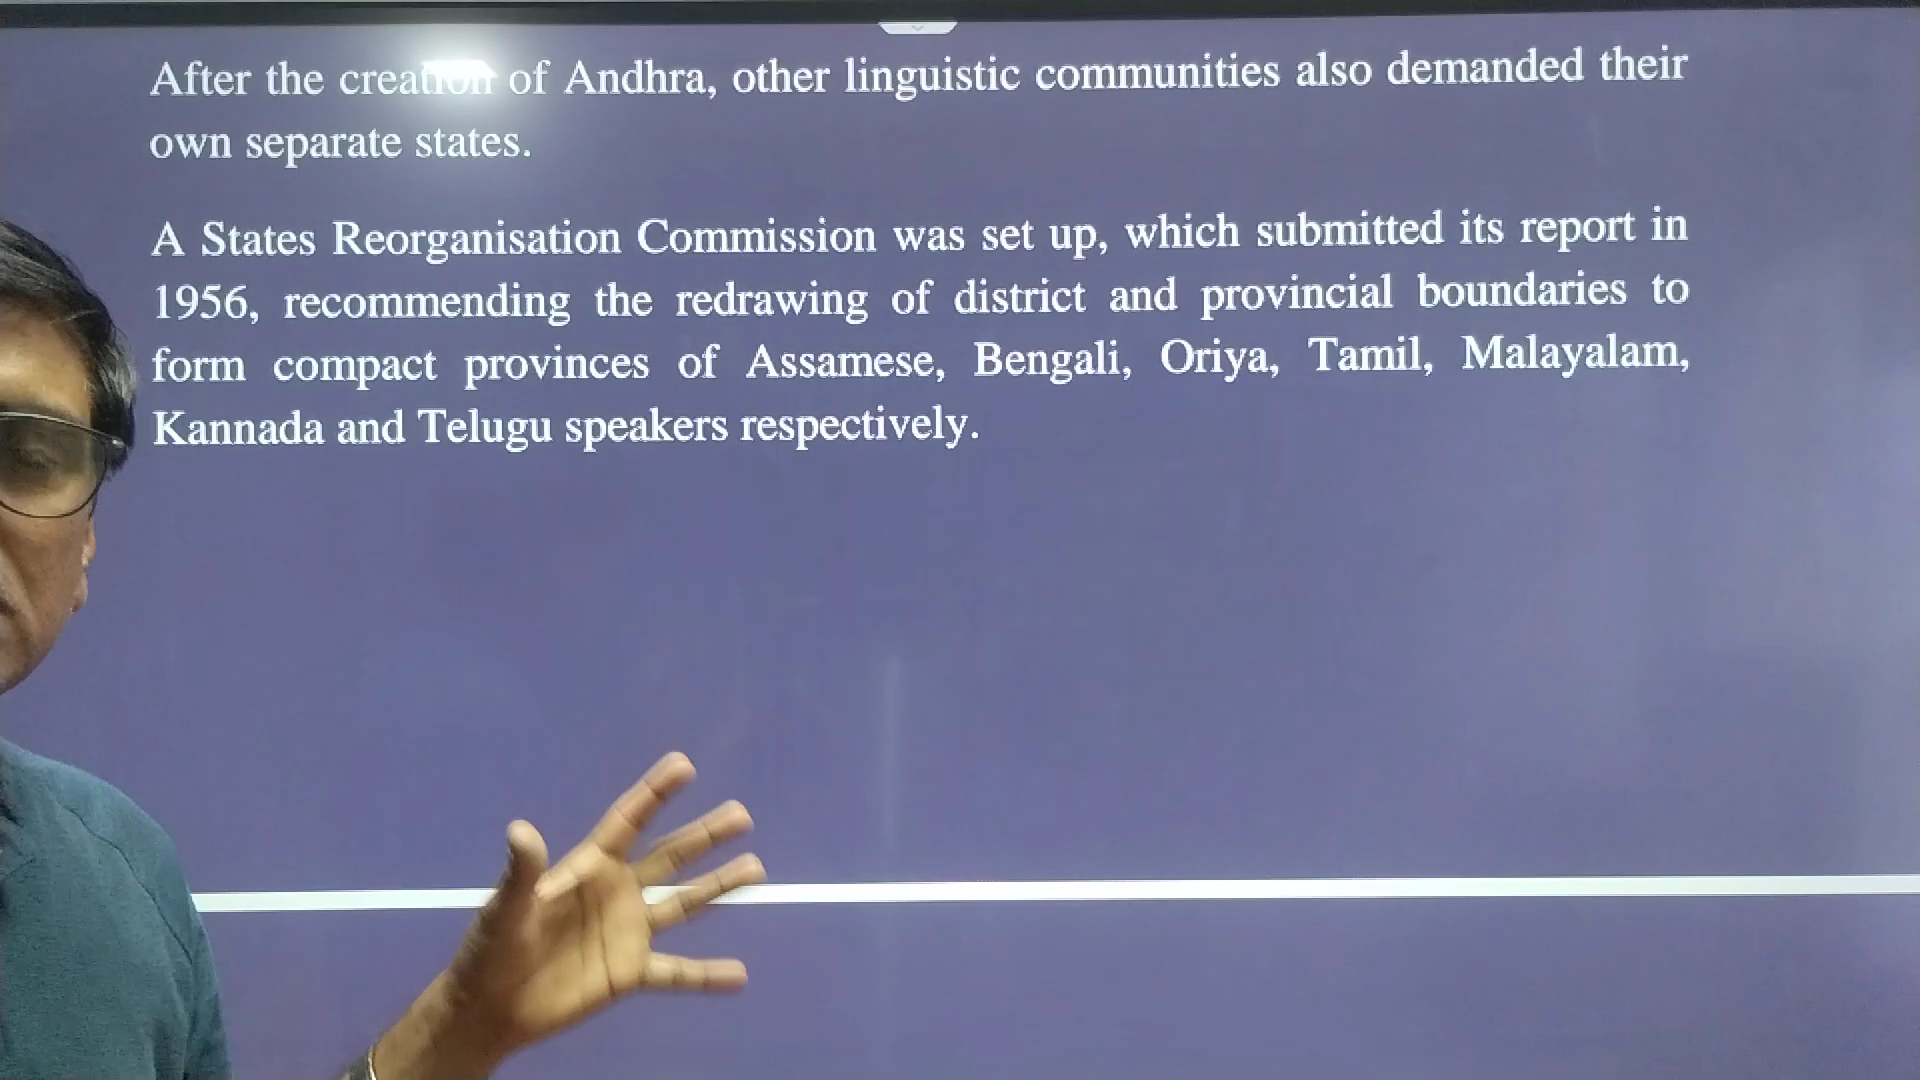 After the creation of Andhra, other linguistic communities also demanded their
own separate states.
A States Reorganisation Commission was set up, which submitted its report in
1956, recommending the redrawing of district and provincial boundaries to
form compact provinces of Assamese, Bengali, Oriya, Tamil, Malayalam,
Kannada and Telugu speakers respectively.